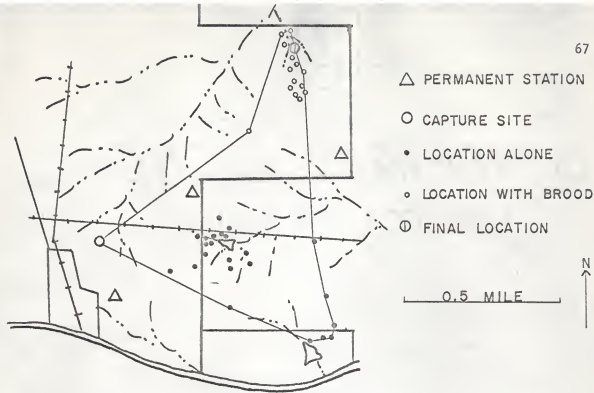 67
PERMANENT STATION
CAPTURE SITE
LOCATION ALONE
LOCATION WITH BROOD
FINAL LOCATION
N
0.5 MILE